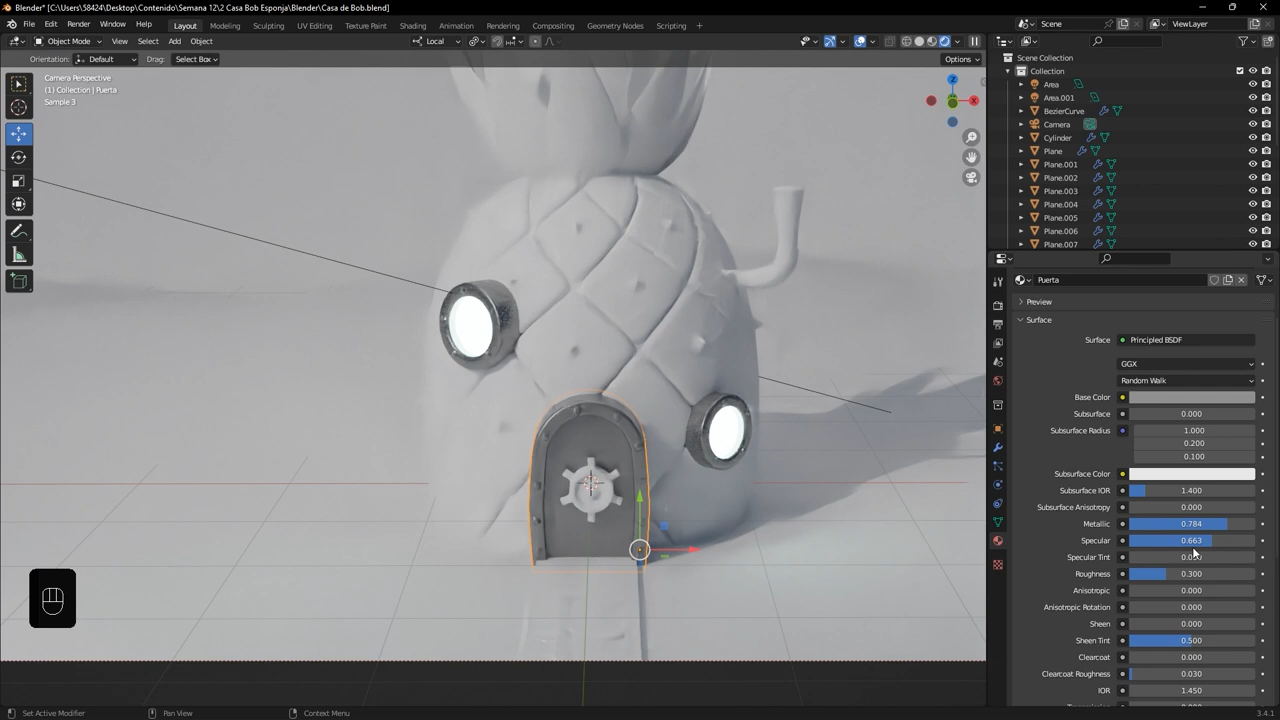 Blender* [C:\Users\58424\Desktop\Contenido\Semana 12\2 Casa Bob Esponja\Blender\Casa de Bob.blend]
File Edit Render Window Help Layout Modeling Sculpting UV Editing Texture Paint Shading Animation Rendering Compositing Geometry Nodes Scripting + Scene ViewLayer
Object Mode View Select Add Object Local
Orientation: Default Drag: Select Box Options
Camera Perspective
(1) Collection | Puerta
Sample 3
Z
X
Scene Collection
Collection
Area
Area.001
BezierCurve
Camera
Cylinder
Plane
Plane.001
Plane.002
Plane.003
Plane.004
Plane.005
Plane.006
Plane.007
Puerta
Preview
Surface
Surface Principled BSDF
GGX
Random Walk
Base Color
Subsurface 0.000
Subsurface Radius 1.000
0.200
0.100
Subsurface Color
Subsurface IOR 1.400
Subsurface Anisotropy 0.000
Metallic 0.784
Specular 0.663
Specular Tint
Roughness 0.300
Anisotropic 0.000
Anisotropic Rotation 0.000
Sheen 0.000
Sheen Tint 0.500
Clearcoat 0.000
Clearcoat Roughness 0.030
IOR 1.450
Set Active Modifier Pan View Context Menu 3.4.1